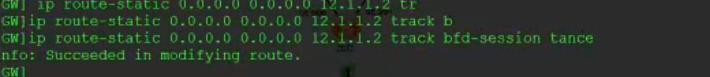 GW] ip route-static 0.0.0.0 0.0.0.0 12.1.1.2 tr
GW]ip route-static 0.0.0.0 0.0.0.0 12.1.1.2 track b
GW]ip route-static 0.0.0.0 0.0.0.0 12.1.1.2 track bfd-session tance
nfo: Succeeded in modifying route.
GW]